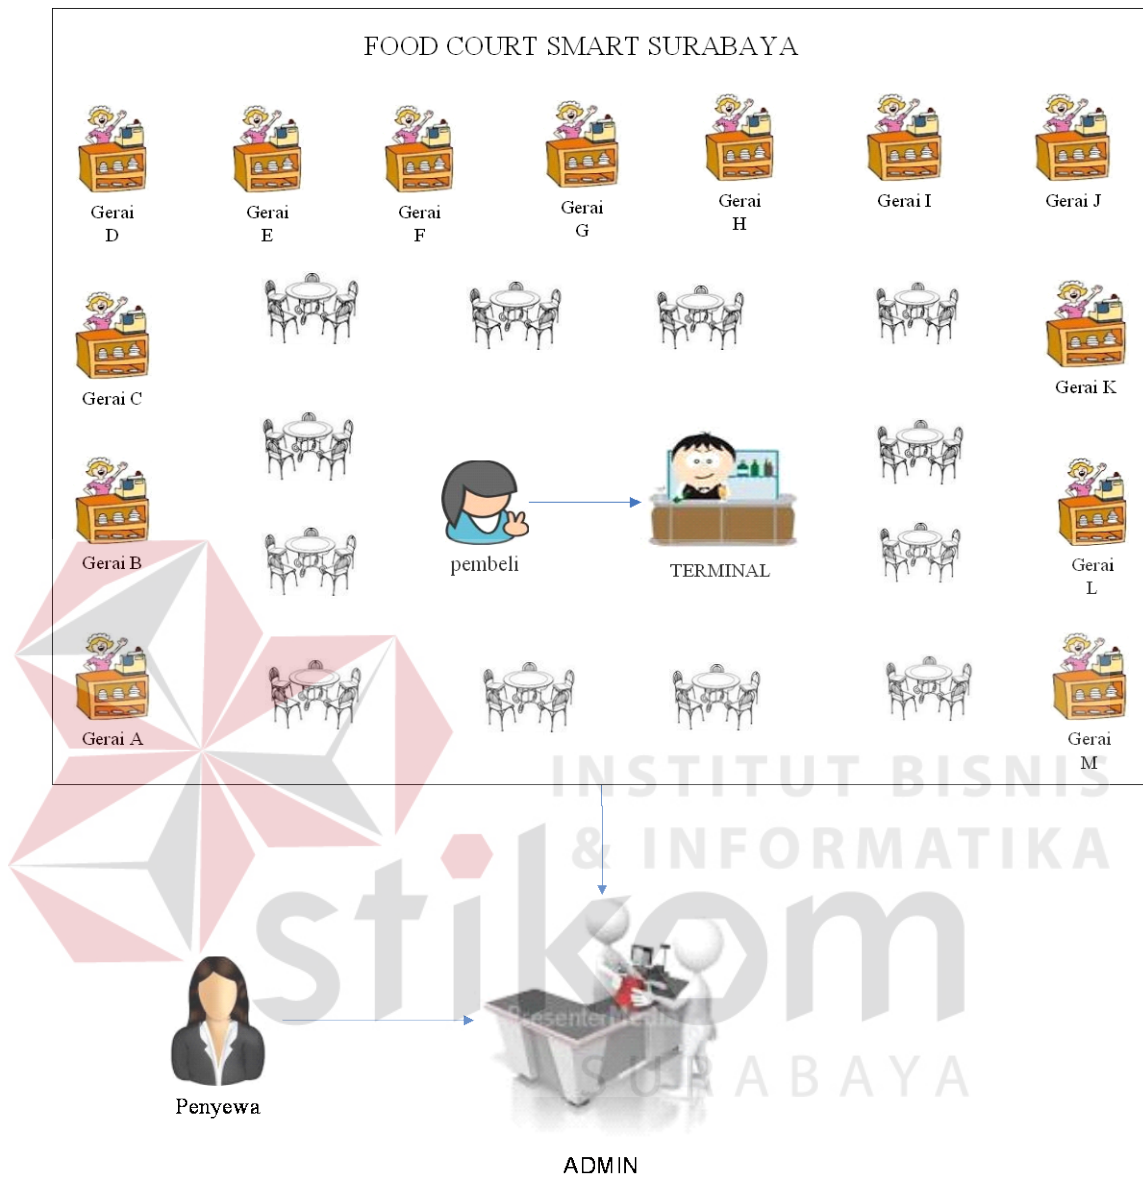 FOOD COURT SMART SURABAYA
Gerai
D
Gerai
E
Gerai
F
Gerai
G
Gerai
H
Gerai I
Gerai J
Gerai C
Gerai K
Gerai B
pembeli
TERMINAL
Gerai
L
Gerai A
Gerai
M
INSTITUT BISNIS
& INFORMATIKA
stikom
SURABAYA
PresenterMedia
Penyewa
ADMIN